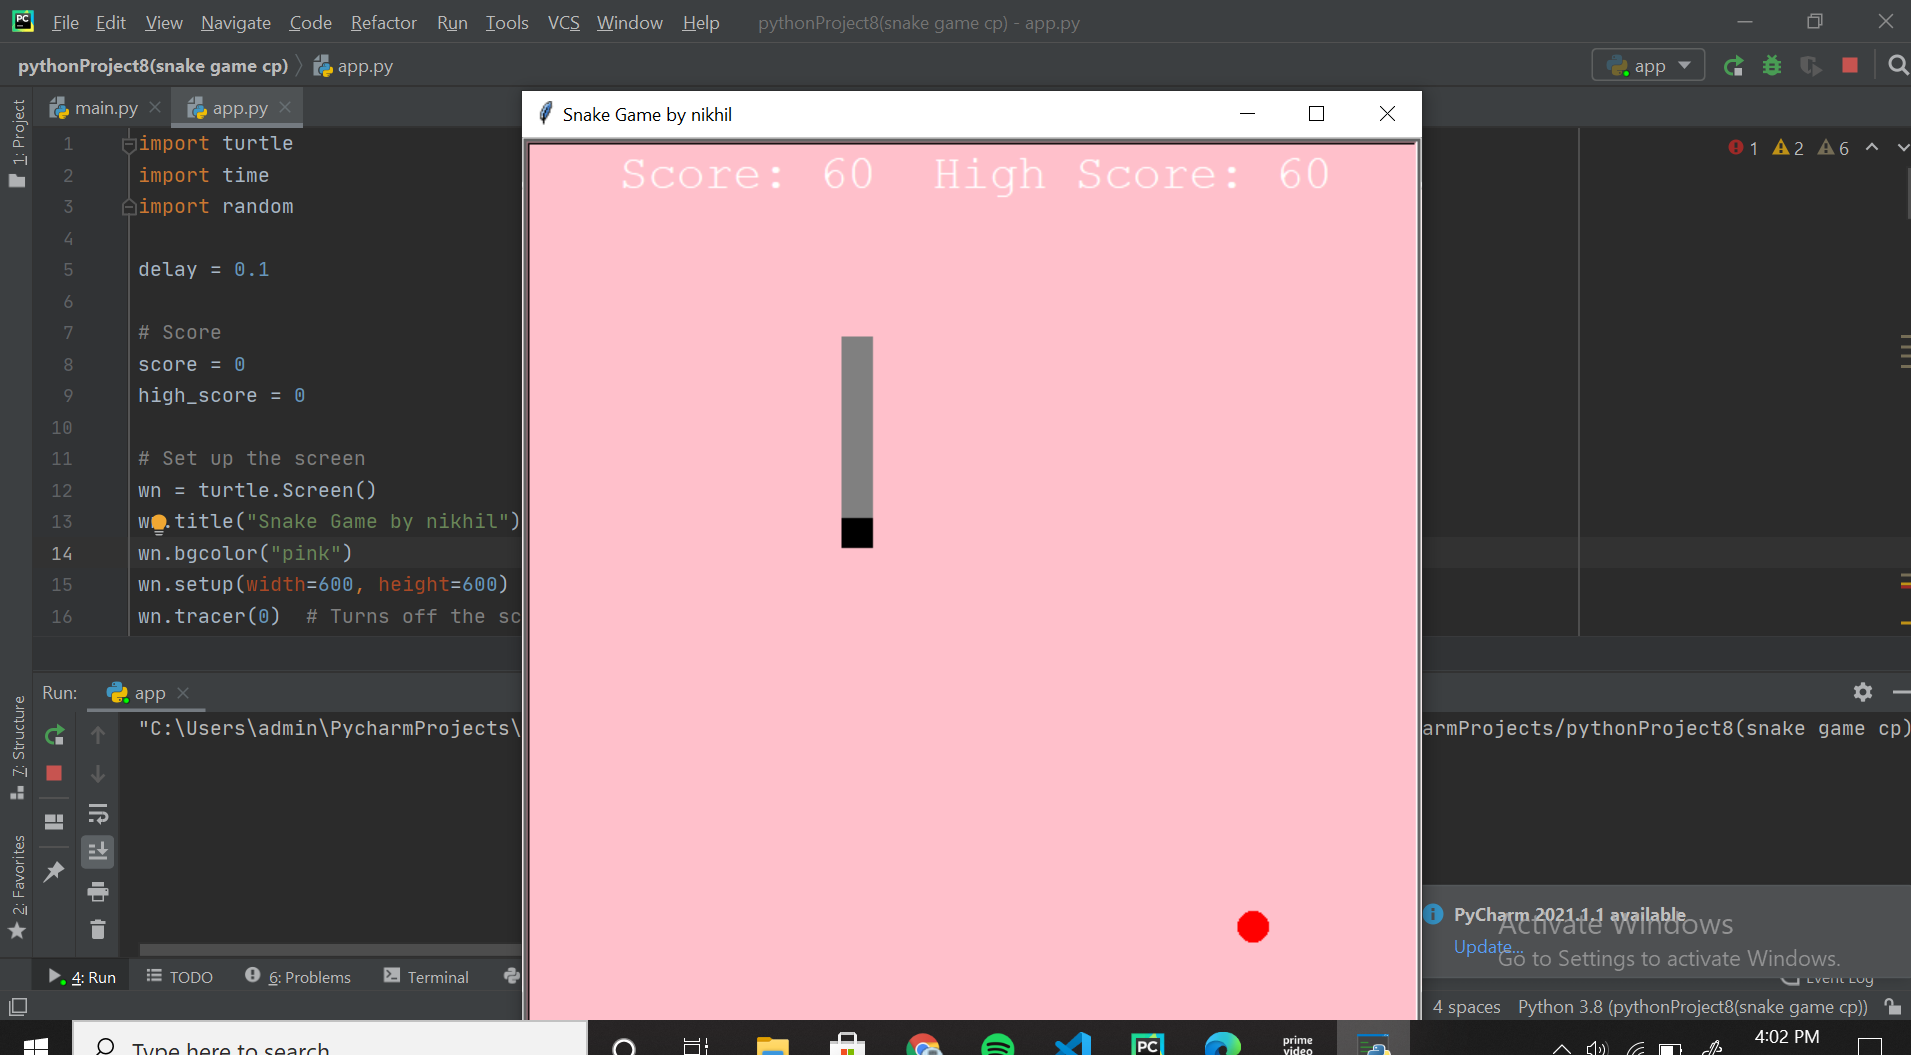 File Edit View Navigate Code Refactor Run Tools VCS Window Help pythonProject8(snake game cp) - app.py
pythonProject8(snake game cp) app.py
app
main.py app.py
Snake Game by nikhil
1: Project
1 import turtle
2 import time
3 import random
4
5 delay = 0.1
6
7 # Score
8 score = 0
9 high_score = 0
10
11 # Set up the screen
12 wn = turtle.Screen()
13 w .title("Snake Game by nikhil")
14 wn.bgcolor("pink")
15 wn.setup(width=600, height=600)
16 wn.tracer(0) # Turns off the sc
1 2 6
Score: 60 High Score: 60
Run: app
"C:\Users\admin\PycharmProjects\
armProjects/pythonProject8(snake game cp)
7: Structure
2: Favorites
PyCharm 2021.1.1 available
Update...
Activate Windows
Go to Settings to activate Windows.
4: Run TODO 6: Problems Terminal
Event Log
4 spaces Python 3.8 (pythonProject8(snake game cp))
Type here to search
PC
prime
video
4:02 PM